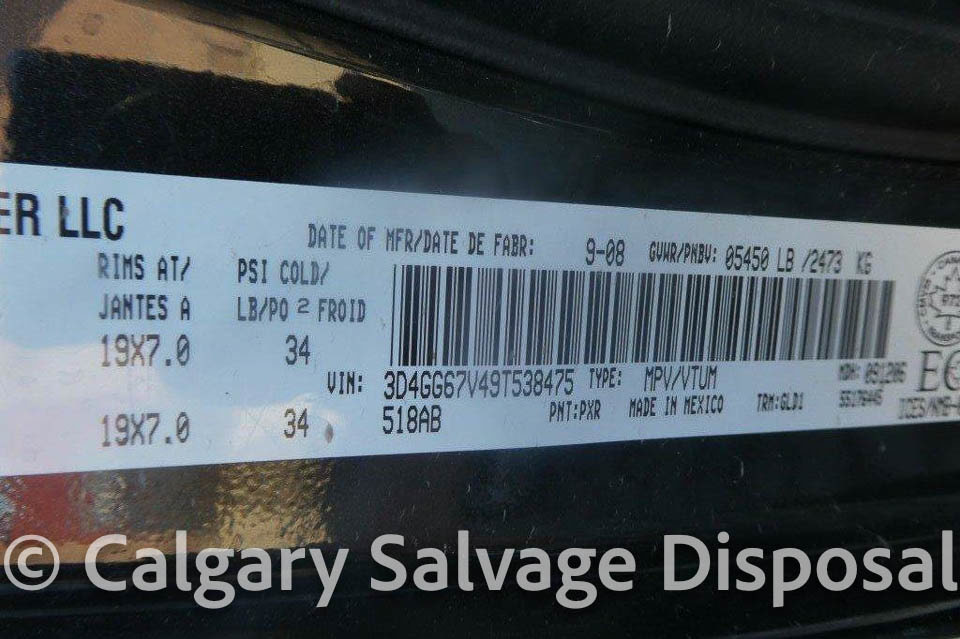 ER LLC
DATE OF MFR/DATE DE FABR: 9-08 GVWR/PNBV: 05450 LB /2473 KG
RIMS AT/ PSI COLD/
JANTES A LB/PO 2 FROID
19X7.0 34
VIN: 3D4GG67V49T538475 TYPE: MPV/VTUM MDH: 091206
19X7.0 34 518AB PNT:PXR MADE IN MEXICO TRM:GLD1
© Calgary Salvage Disposal